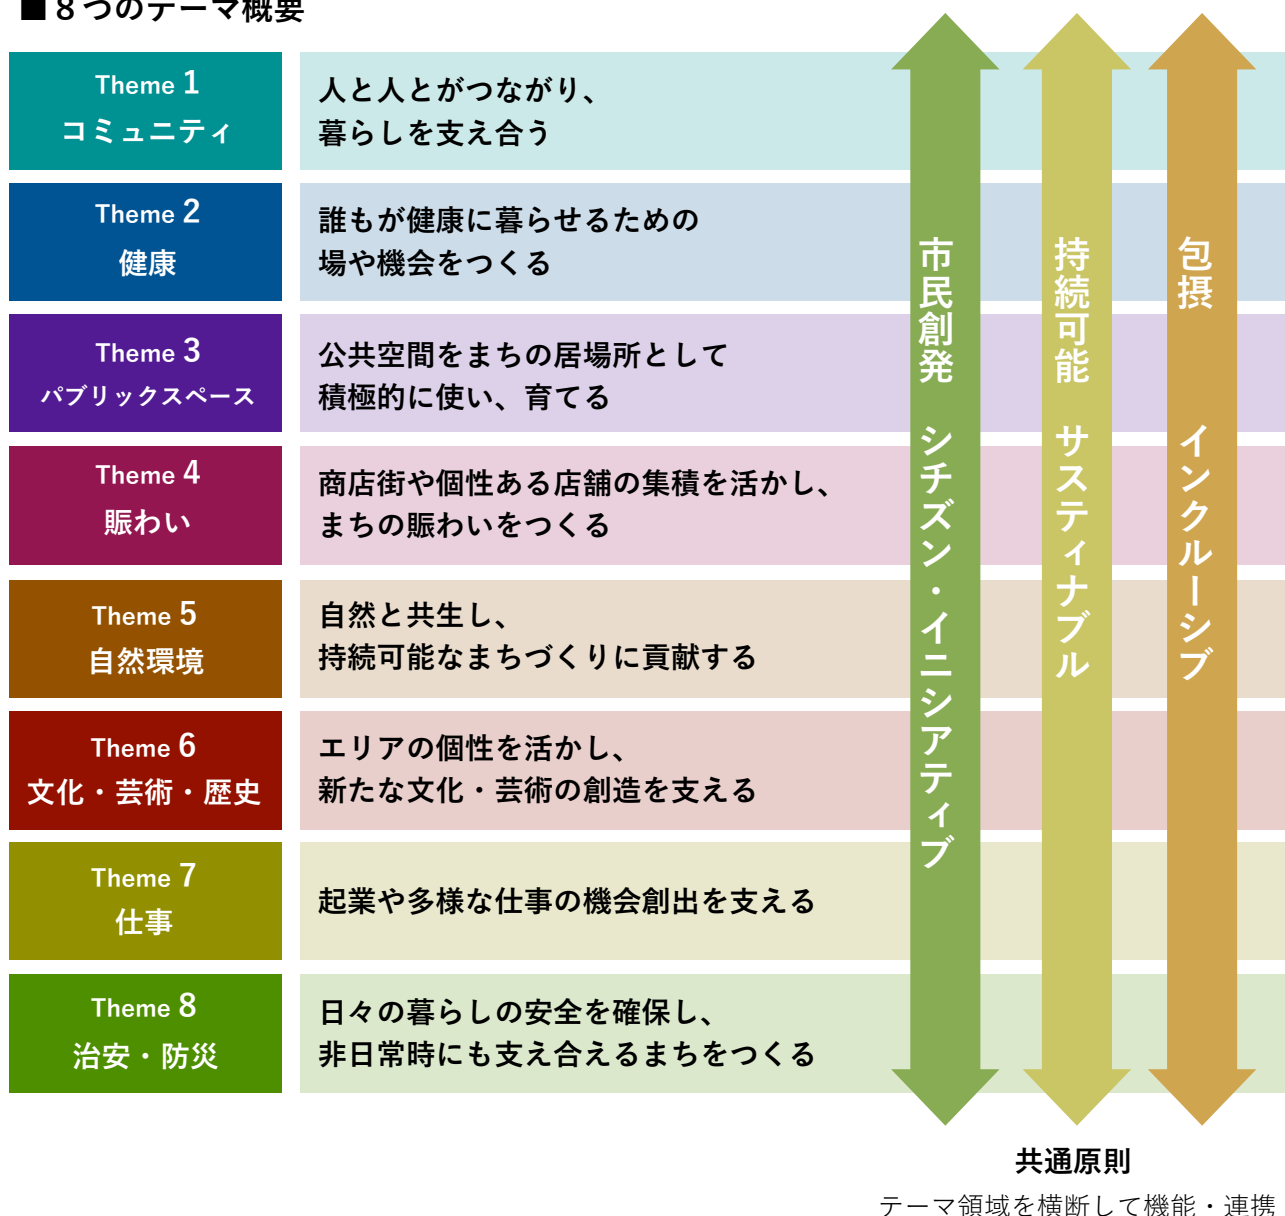 ■８つのテーマ概要
Theme 1
コミュニティ
人と人とがつながり、
暮らしを支え合う
Theme 2
健康
誰もが健康に暮らせるための
場や機会をつくる
Theme 3
パブリックスペース
公共空間をまちの居場所として
積極的に使い、育てる
Theme 4
賑わい
商店街や個性ある店舗の集積を活かし、
まちの賑わいをつくる
Theme 5
自然環境
自然と共生し、
持続可能なまちづくりに貢献する
Theme 6
文化・芸術・歴史
エリアの個性を活かし、
新たな文化・芸術の創造を支える
Theme 7
仕事
起業や多様な仕事の機会創出を支える
Theme 8
治安・防災
日々の暮らしの安全を確保し、
非日常時にも支え合えるまちをつくる
市民創発 シチズン・イニシアティブ
持続可能 サスティナブル
包摂 インクルーシブ
共通原則
テーマ領域を横断して機能・連携